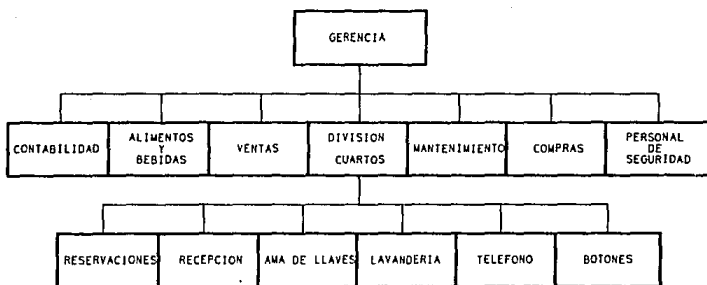 GERENCIA
CONTABILIDAD
ALIMENTOS
Y
BEBIDAS
VENTAS
DIVISION
CUARTOS
MANTENIMIENTO
COMPRAS
PERSONAL
DE
SEGURIDAD
RESERVACIONES
RECEPCION
AMA DE LLAVES
LAVANDERIA
TELEFONO
BOTONES